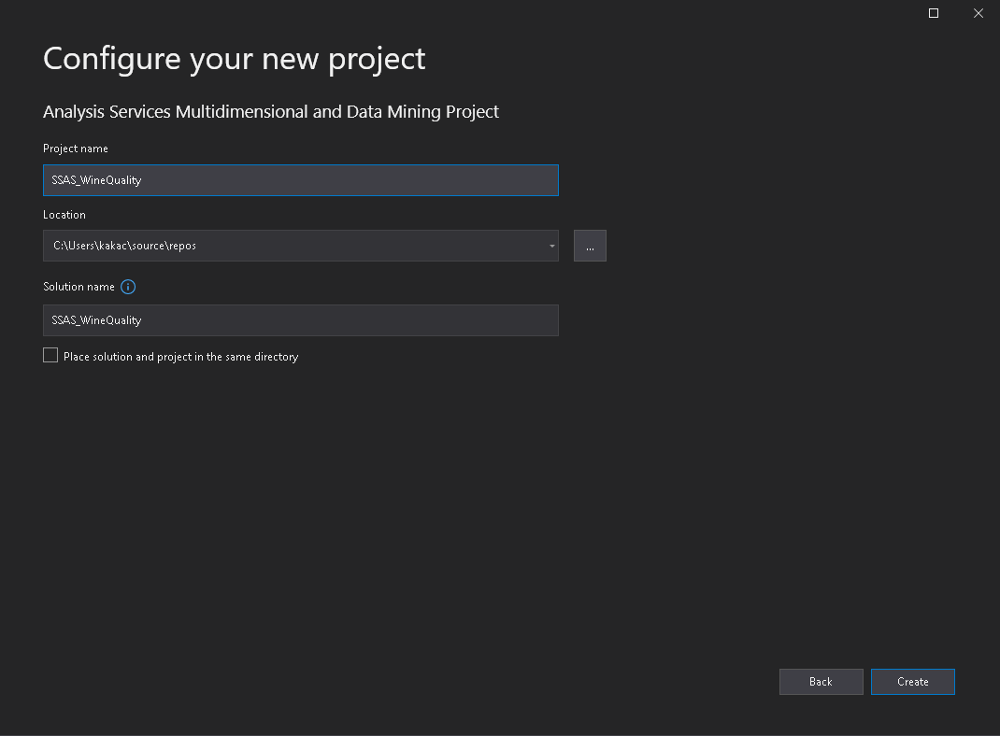 Configure your new project
Analysis Services Multidimensional and Data Mining Project
Project name
SSAS_WineQuality
Location
C:\Users\kakac\source\repos
...
Solution name
SSAS_WineQuality
Place solution and project in the same directory
Back
Create